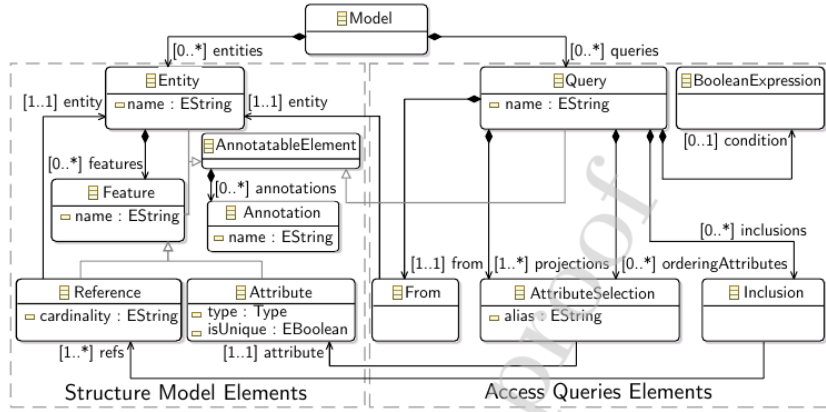 Model
[0..*] entities
[0..*] queries
Entity
name : EString
Query
name : EString
BooleanExpression
[1..1] entity
[1..1] entity
AnnotatableElement
[0..1] condition
[0..*] features
[0..*] annotations
Feature
name : EString
Annotation
name : EString
[0..*] inclusions
[1..1] from
[1..*] projections
[0..*] orderingAttributes
Reference
cardinality : EString
Attribute
type : Type
isUnique : EBoolean
From
AttributeSelection
alias : EString
Inclusion
[1..*] refs
[1..1] attribute
Structure Model Elements
Access Queries Elements
proof